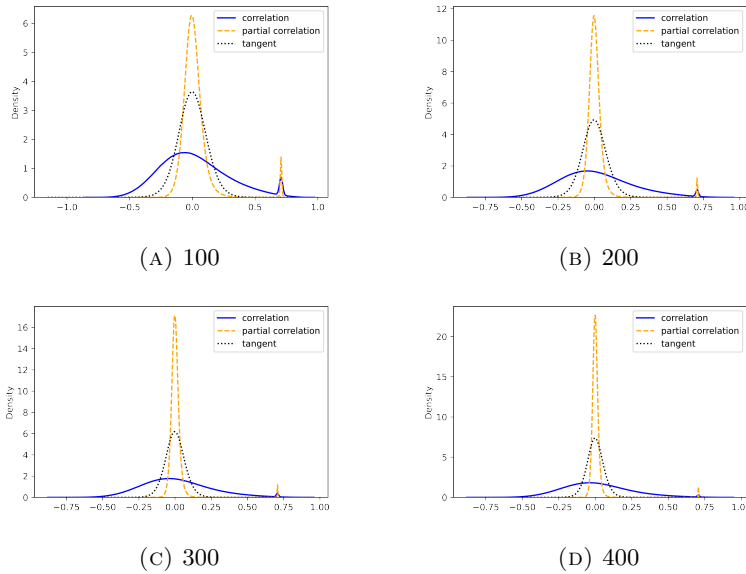 correlation
partial correlation
tangent
Density
6
5
4
3
2
1
0
−1.0
−0.5
0.0
0.5
1.0
(A) 100
correlation
partial correlation
tangent
Density
12
10
8
6
4
2
0
−0.75
−0.50
−0.25
0.00
0.25
0.50
0.75
1.00
(B) 200
correlation
partial correlation
tangent
Density
16
14
12
10
8
6
4
2
0
−0.75
−0.50
−0.25
0.00
0.25
0.50
0.75
1.00
(C) 300
correlation
partial correlation
tangent
Density
20
15
10
5
0
−0.75
−0.50
−0.25
0.00
0.25
0.50
0.75
1.00
(D) 400